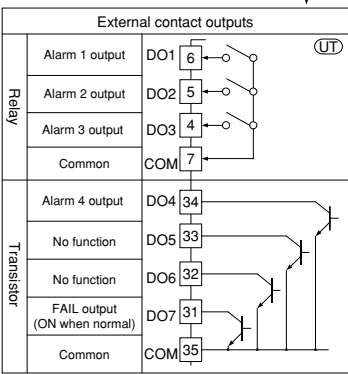 External contact outputs
UT
Relay
Alarm 1 output DO1 6
Alarm 2 output DO2 5
Alarm 3 output DO3 4
Common COM 7
Transistor
Alarm 4 output DO4 34
No function DO5 33
No function DO6 32
FAIL output
(ON when normal) DO7 31
Common COM 35